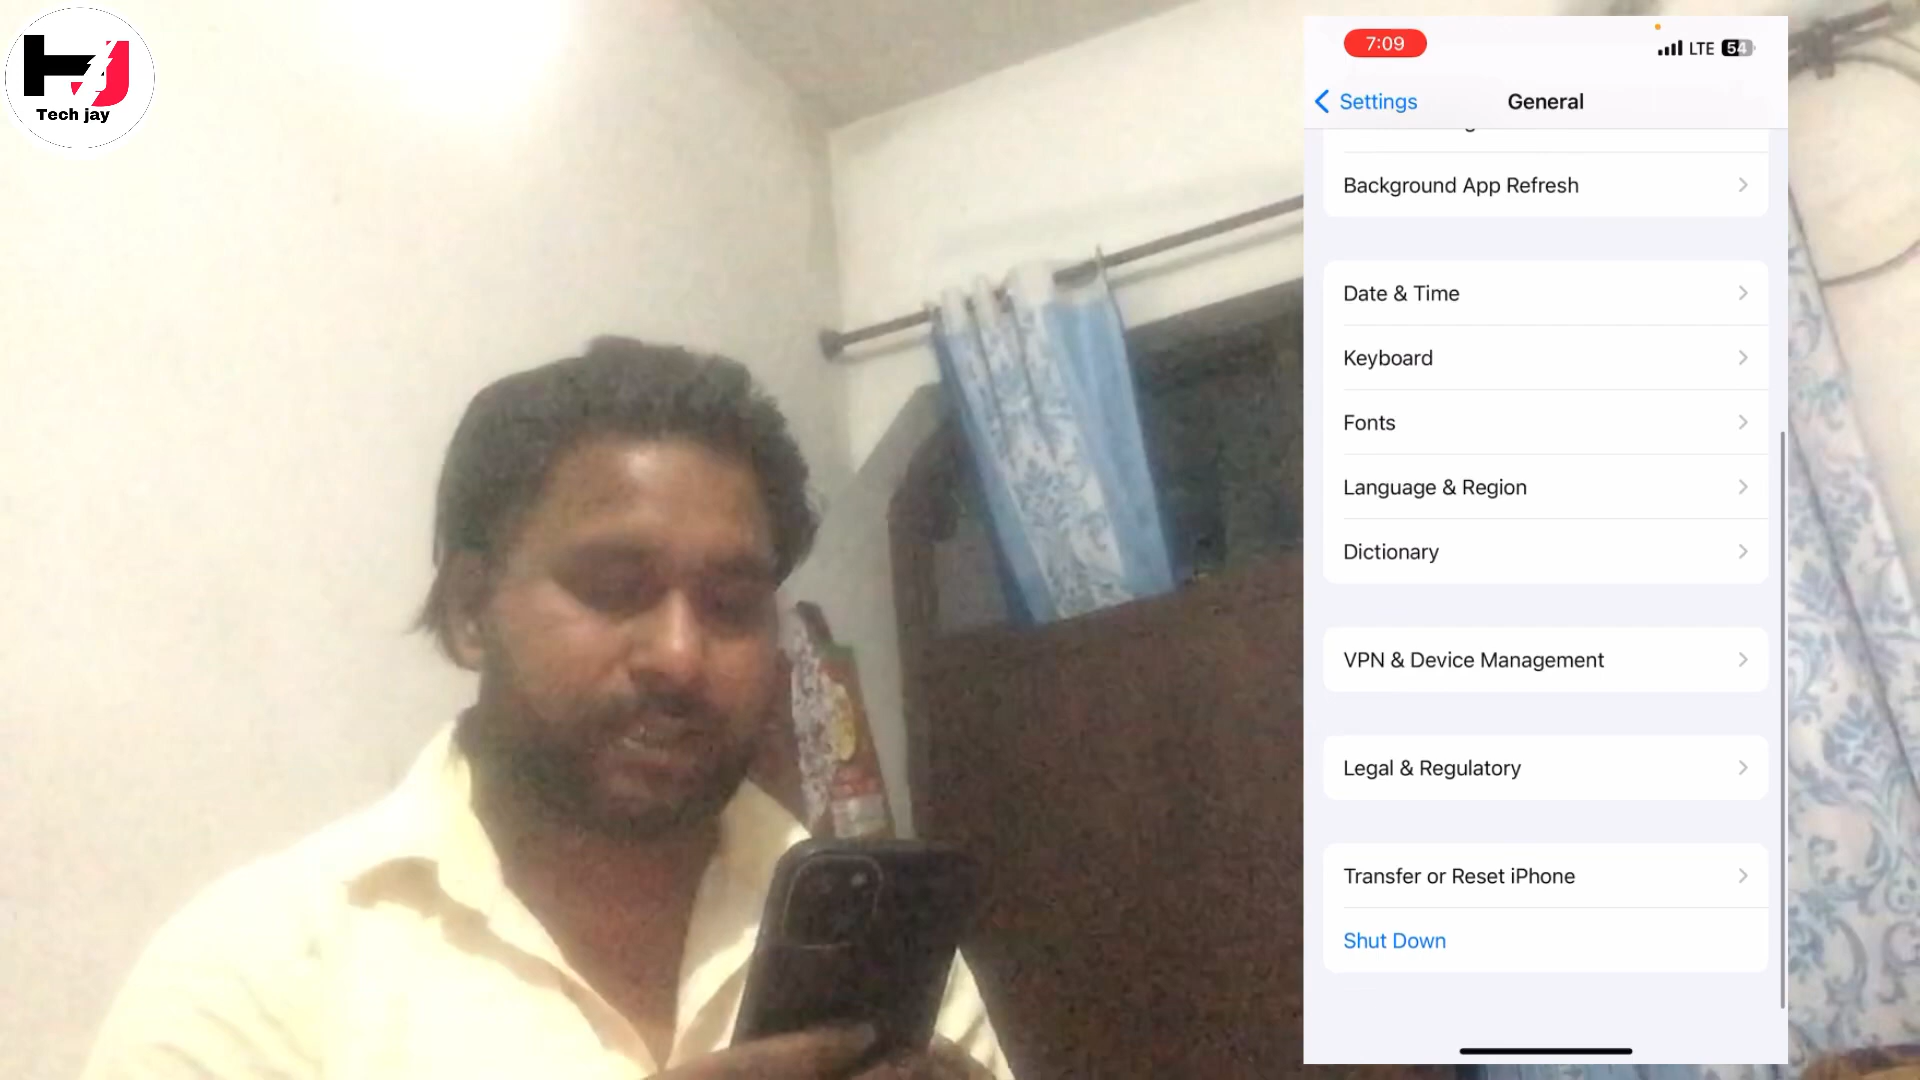 Tech jay
7:09
LTE 54
Settings
General
Background App Refresh
Date & Time
Keyboard
Fonts
Language & Region
Dictionary
VPN & Device Management
Legal & Regulatory
Transfer or Reset iPhone
Shut Down